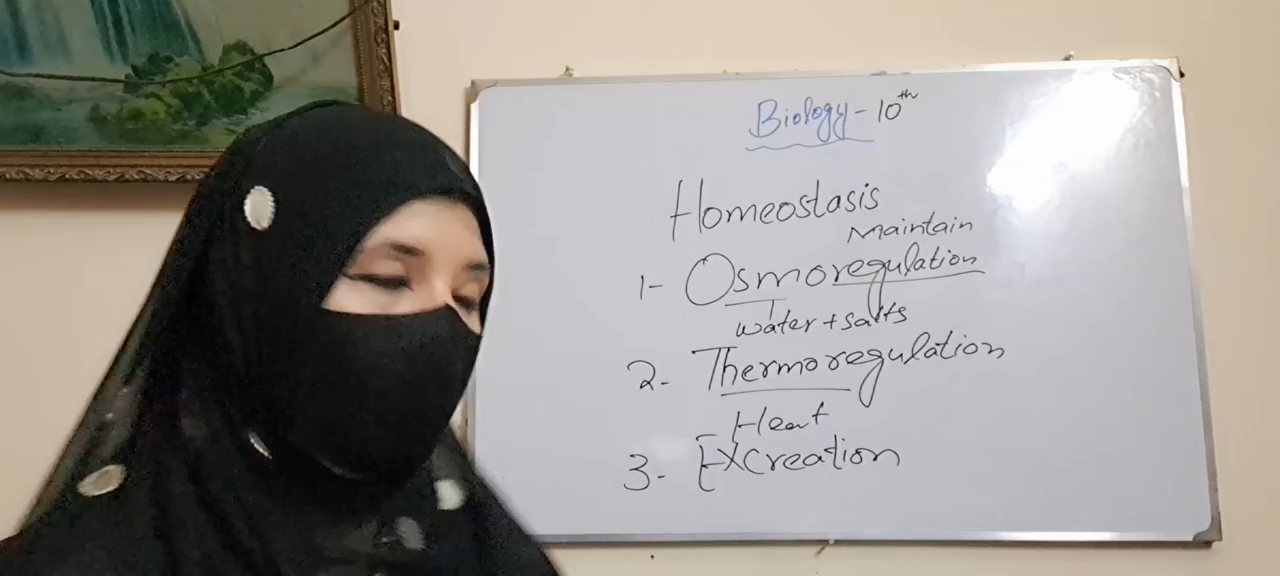 Biology - 10th
Homeostasis
Maintain
1- Osmoregulation
water + salts
2- Thermoregulation
Heat
3- Excreation